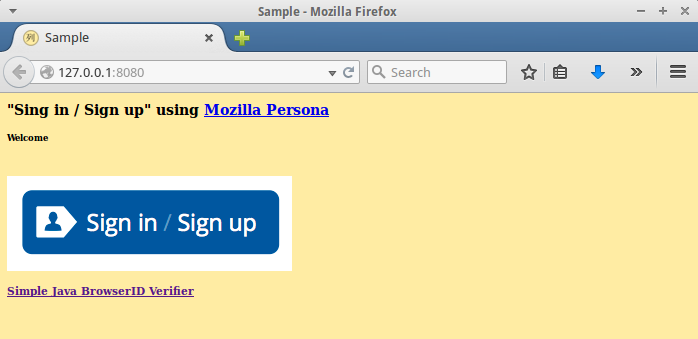 Sample - Mozilla Firefox
例 Sample
127.0.0.1:8080 Search
"Sing in / Sign up" using Mozilla Persona
Welcome
Sign in / Sign up
Simple Java BrowserID Verifier